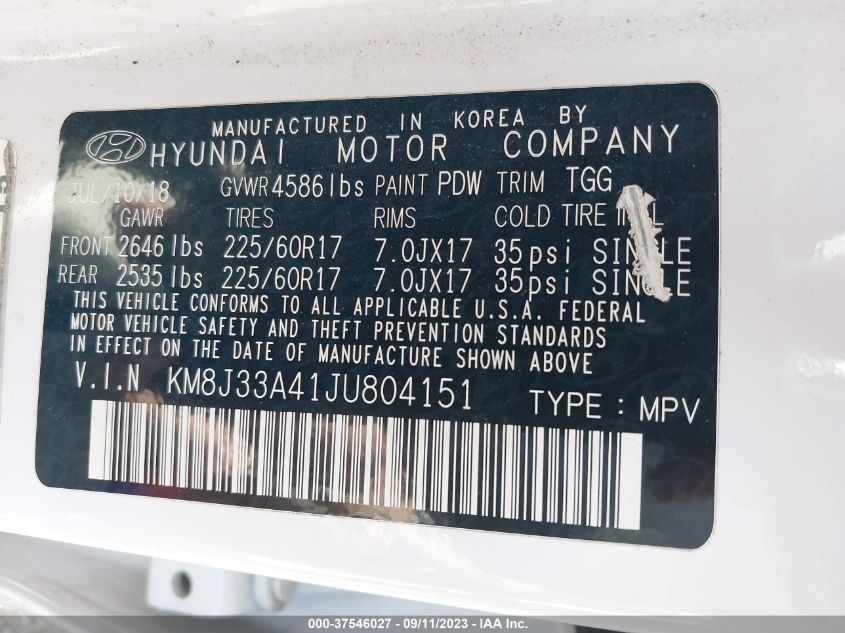 MANUFACTURED IN KOREA BY
HYUNDAI MOTOR COMPANY
JUL/10/18 GVWR 4586 lbs PAINT PDW TRIM TGG
GAWR TIRES RIMS COLD TIRE
FRONT 2646 lbs 225/60R17 7.0JX17 35psi SINGLE
REAR 2535 lbs 225/60R17 7.0JX17 35psi SINGLE
THIS VEHICLE CONFORMS TO ALL APPLICABLE U.S.A. FEDERAL
MOTOR VEHICLE SAFETY AND THEFT PREVENTION STANDARDS
IN EFFECT ON THE DATE OF MANUFACTURE SHOWN ABOVE
V.I.N KM8J33A41JU804151 TYPE : MPV
000-37546027 - 09/11/2023 - IAA Inc.